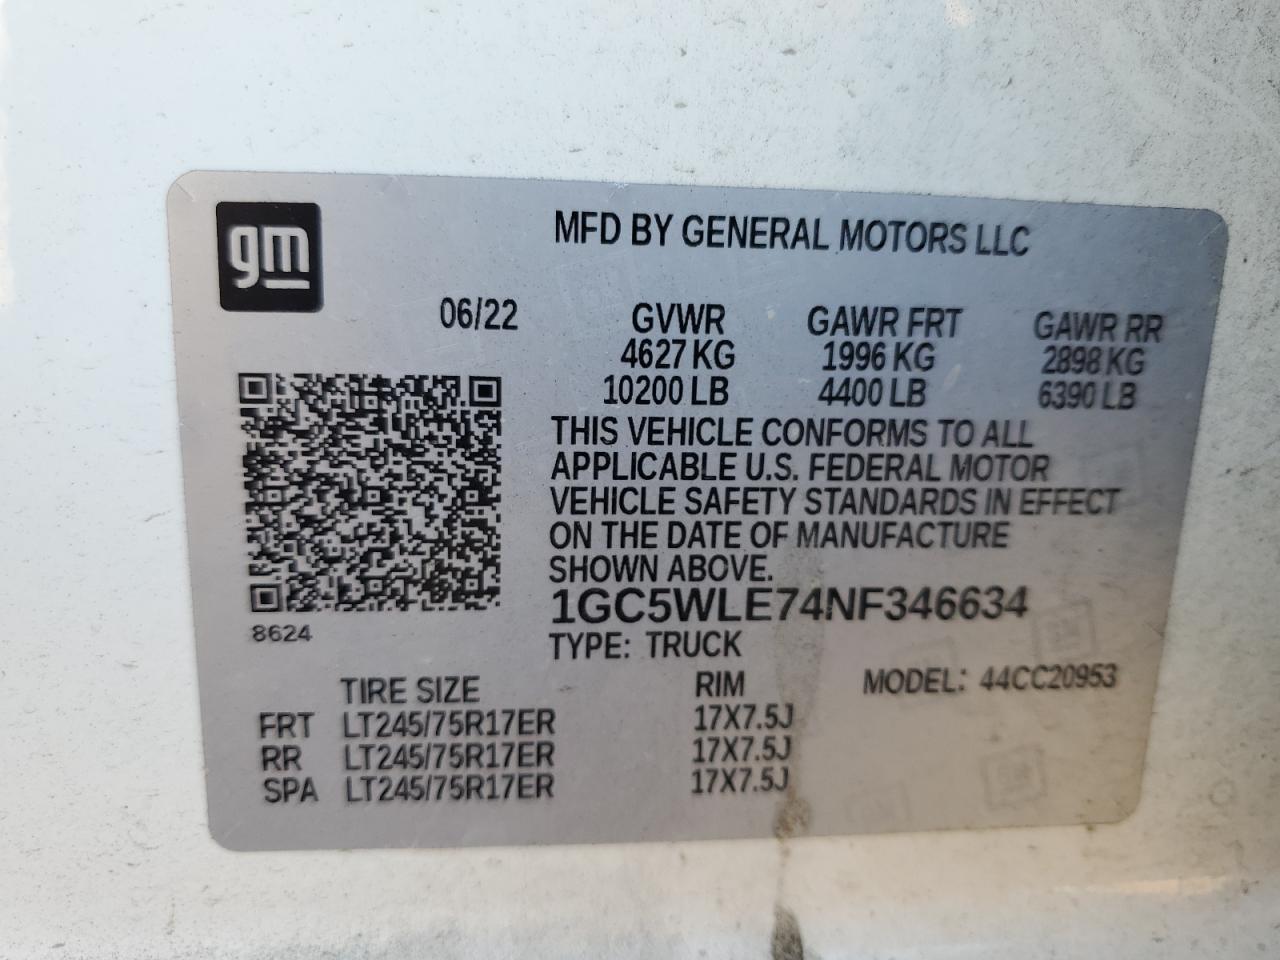 gm
MFD BY GENERAL MOTORS LLC
06/22 GVWR GAWR FRT GAWR RR
4627 KG 1996 KG 2898 KG
10200 LB 4400 LB 6390 LB
THIS VEHICLE CONFORMS TO ALL
APPLICABLE U.S. FEDERAL MOTOR
VEHICLE SAFETY STANDARDS IN EFFECT
ON THE DATE OF MANUFACTURE
SHOWN ABOVE.
1GC5WLE74NF346634
8624
TYPE: TRUCK
TIRE SIZE RIM MODEL: 44CC20953
FRT LT245/75R17ER 17X7.5J
RR LT245/75R17ER 17X7.5J
SPA LT245/75R17ER 17X7.5J